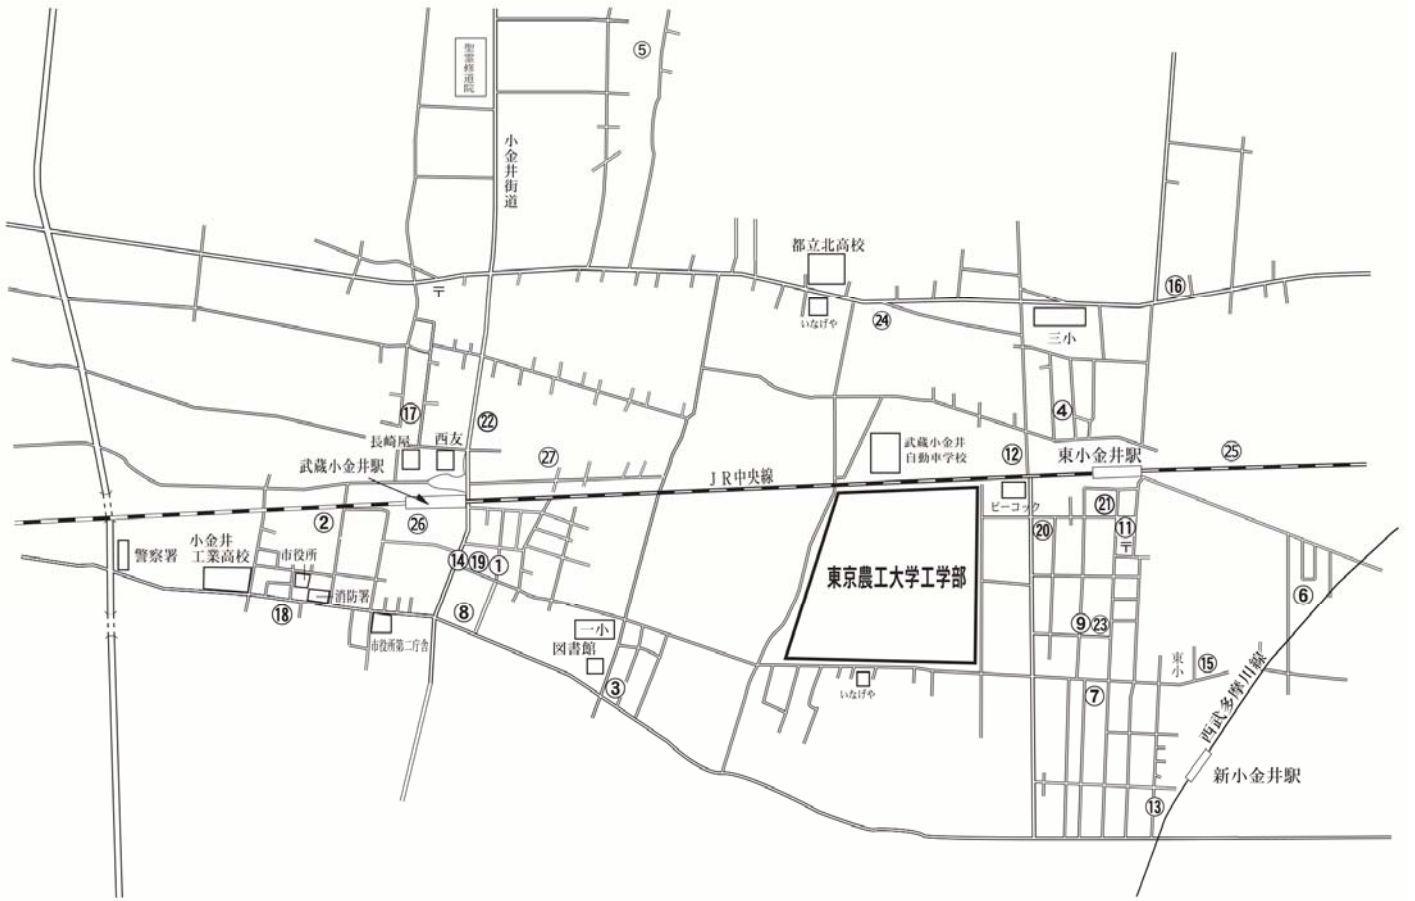 ⑤
聖霊修道院
小金井街道
都立北高校
⑯
〒
いなげや
㉔
三小
⑰
㉒
④
長崎屋
西友
武蔵小金井
自動車学校
⑫
東小金井駅
㉕
武蔵小金井駅
㉗
JR中央線
ピーコック
㉑
②
㉖
⑳
⑪
〒
警察署
小金井
工業高校
市役所
⑭
⑲
①
東京農工大学工学部
消防署
⑥
⑱
⑧
⑨
㉓
市役所第二庁舎
一小
図書館
東小
⑮
③
いなげや
⑦
西武多摩川線
新小金井駅
⑬